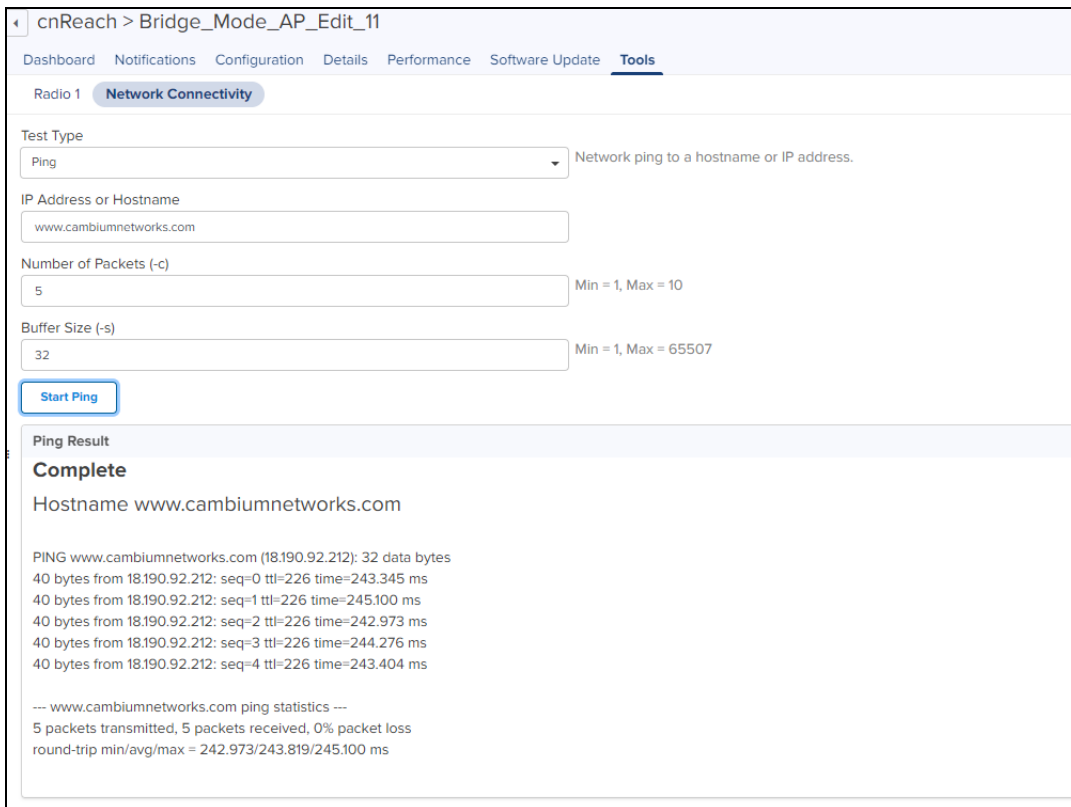 cnReach > Bridge_Mode_AP_Edit_11
Dashboard Notifications Configuration Details Performance Software Update Tools
Radio 1 Network Connectivity
Test Type
Ping Network ping to a hostname or IP address.
IP Address or Hostname
www.cambiumnetworks.com
Number of Packets (-c)
5 Min = 1, Max = 10
Buffer Size (-s)
32 Min = 1, Max = 65507
Start Ping
Ping Result
Complete
Hostname www.cambiumnetworks.com
PING www.cambiumnetworks.com (18.190.92.212): 32 data bytes
40 bytes from 18.190.92.212: seq=0 ttl=226 time=243.345 ms
40 bytes from 18.190.92.212: seq=1 ttl=226 time=245.100 ms
40 bytes from 18.190.92.212: seq=2 ttl=226 time=242.973 ms
40 bytes from 18.190.92.212: seq=3 ttl=226 time=244.276 ms
40 bytes from 18.190.92.212: seq=4 ttl=226 time=243.404 ms
--- www.cambiumnetworks.com ping statistics ---
5 packets transmitted, 5 packets received, 0% packet loss
round-trip min/avg/max = 242.973/243.819/245.100 ms